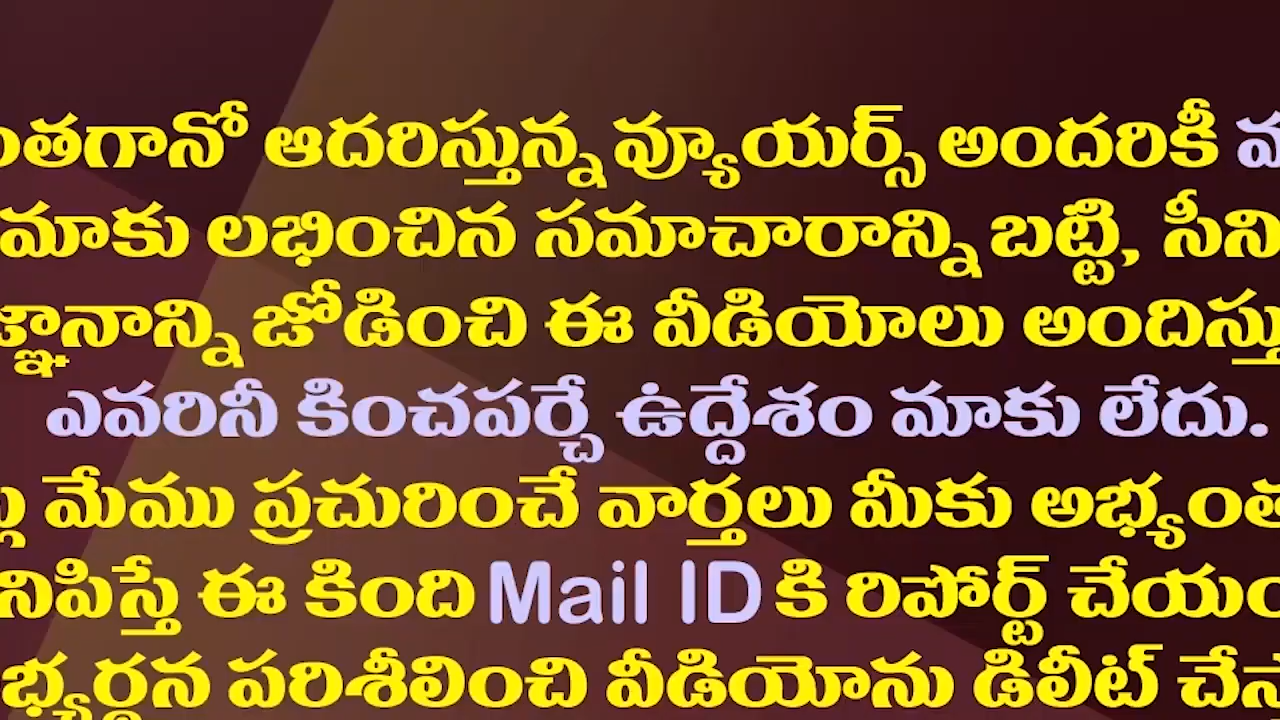 ంతగానో ఆదరిస్తున్న వ్యూయర్స్ అందరికీ
మాకు లభించిన సమాచారాన్ని బట్టి, సీని
జ్ఞానాన్ని జోడించి ఈ వీడియోలు అందిస్తు
ఎవరినీ కించపర్చే ఉద్దేశం మాకు లేదు.
మేము ప్రచురించే వార్తలు మీకు అభ్యంత
నిపిస్తే ఈ కింది Mail ID కి రిపోర్ట్ చేయం
భ్యర్థన పరిశీలించి వీడియోను డిలీట్ చేస